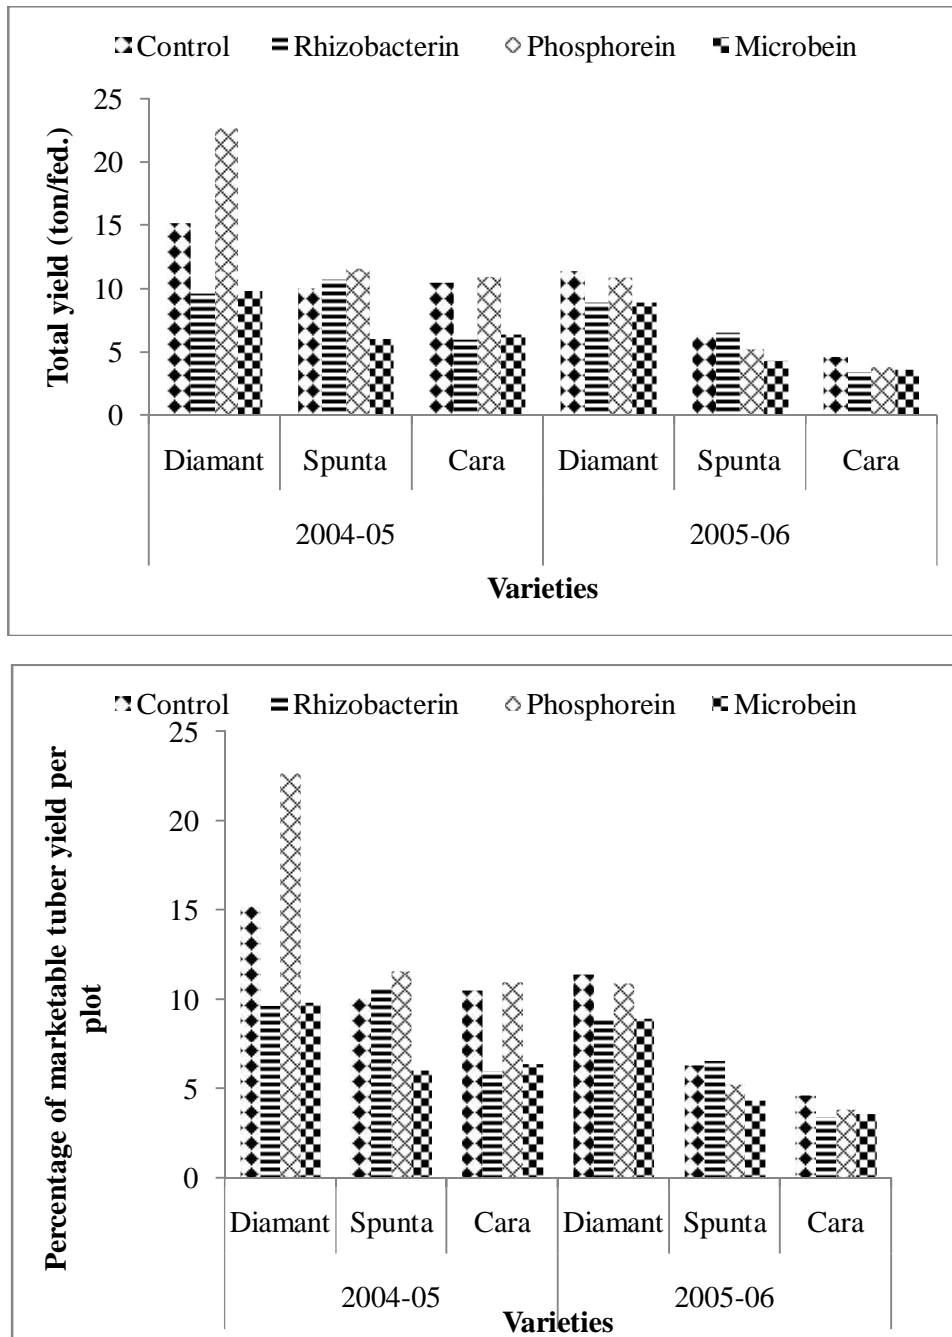 Control Rhizobacterin Phosphorein Microbein
25
20
15
10
5
0
Total yield (ton/fed.)
Diamant Spunta Cara Diamant Spunta Cara
2004-05 2005-06
Varieties
Control Rhizobacterin Phosphorein Microbein
25
20
15
10
5
0
Percentage of marketable tuber yield per
plot
Diamant Spunta Cara Diamant Spunta Cara
2004-05 2005-06
Varieties